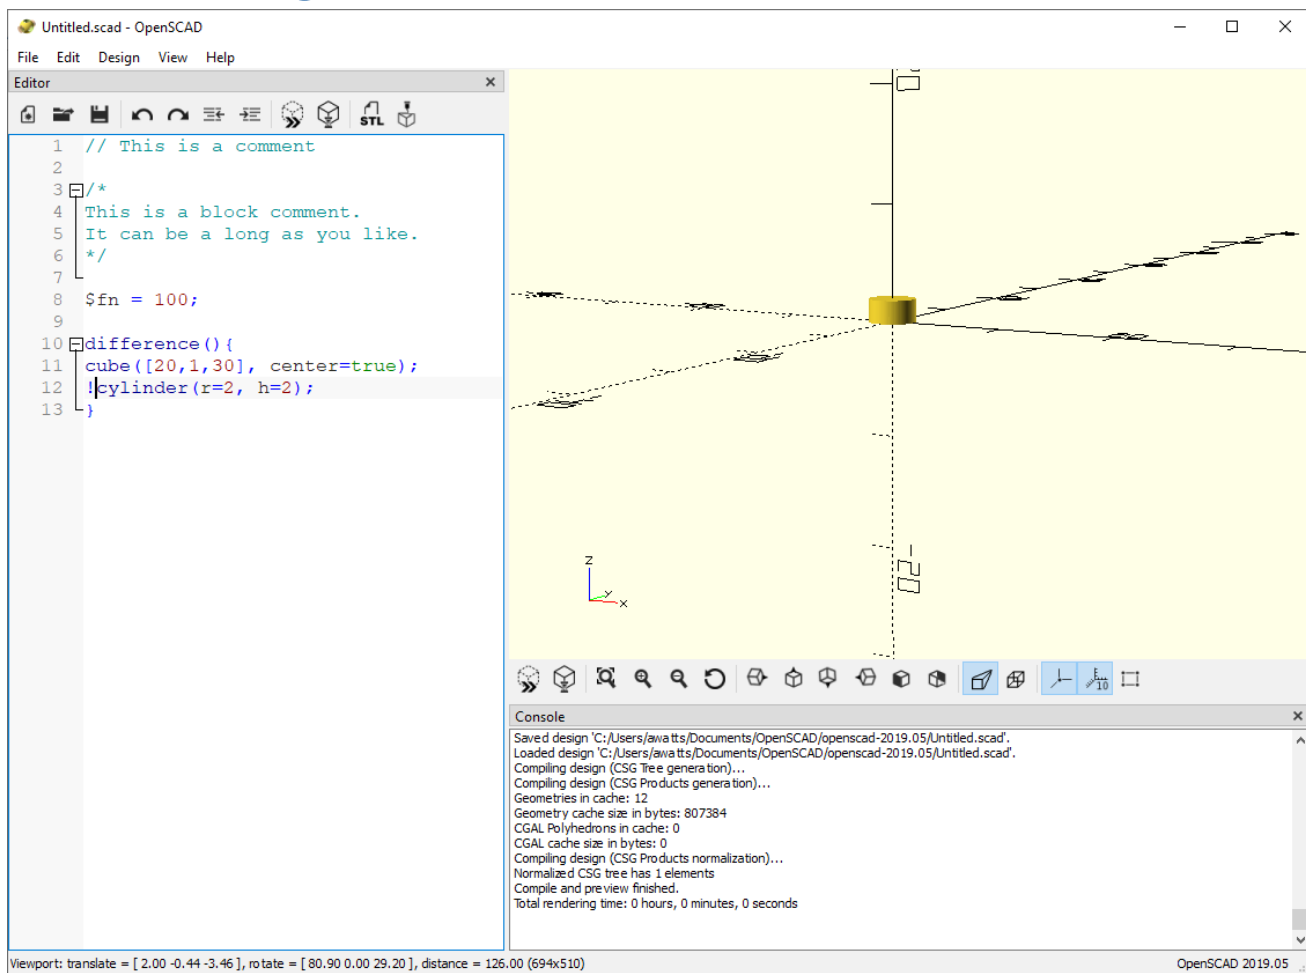 Untitled.scad - OpenSCAD
File Edit Design View Help
Editor
STL
1 // This is a comment
2
3 /*
4 This is a block comment.
5 It can be a long as you like.
6 */
7
8 $fn = 100;
9
10 difference(){
11 cube([20,1,30], center=true);
12 !cylinder(r=2, h=2);
13 }
-20
Z
Y
X
10
Console
Saved design 'C:/Users/awatts/Documents/OpenSCAD/openscad-2019.05/Untitled.scad'.
Loaded design 'C:/Users/awatts/Documents/OpenSCAD/openscad-2019.05/Untitled.scad'.
Compiling design (CSG Tree generation)...
Compiling design (CSG Products generation)...
Geometries in cache: 12
Geometry cache size in bytes: 807384
CGAL Polyhedrons in cache: 0
CGAL cache size in bytes: 0
Compiling design (CSG Products normalization)...
Normalized CSG tree has 1 elements
Compile and preview finished.
Total rendering time: 0 hours, 0 minutes, 0 seconds
Viewport: translate = [ 2.00 -0.44 -3.46 ], rotate = [ 80.90 0.00 29.20 ], distance = 126.00 (694x510)
OpenSCAD 2019.05